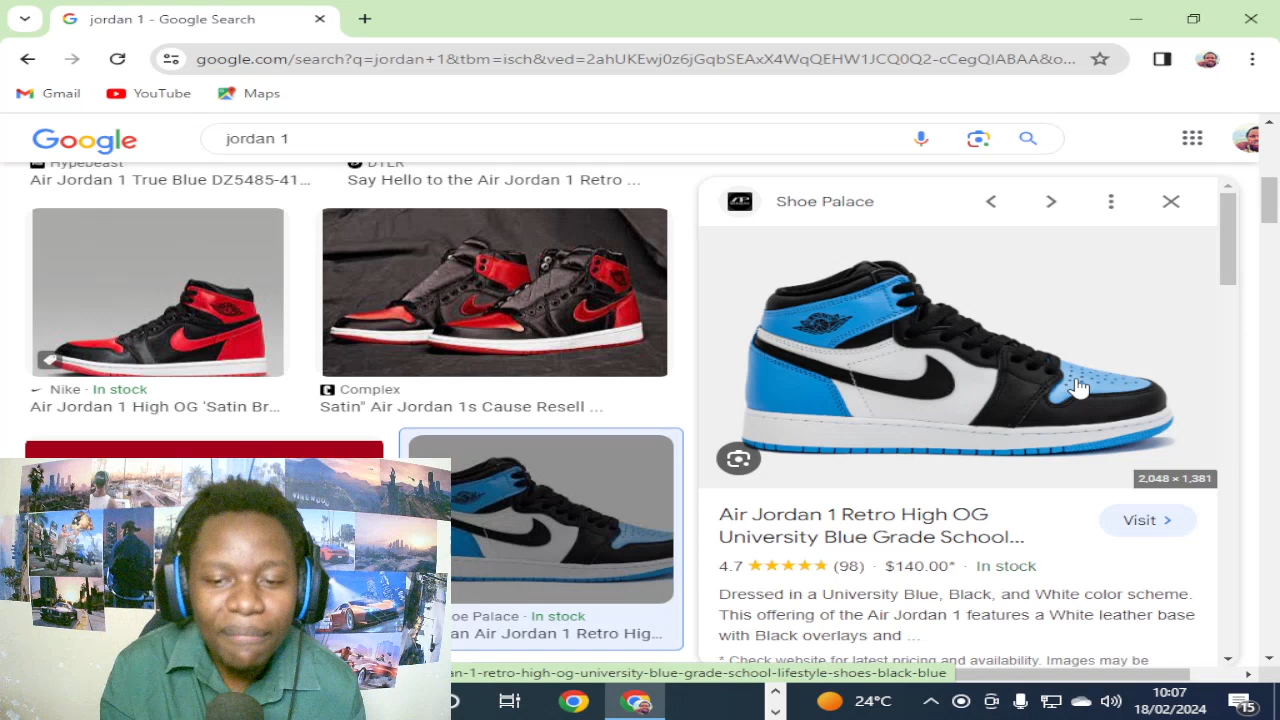 jordan 1 - Google Search
google.com/search?q=jordan+1&tbm=isch&ved=2ahUKEwj0z6jGqbSEAxX4WqQEHW1JCQ0Q2-cCegQIABAA&o...
Gmail
YouTube
Maps
Google
jordan 1
Hypebeast
DTLR
Air Jordan 1 True Blue DZ5485-41...
Say Hello to the Air Jordan 1 Retro ...
Shoe Palace
2,048 × 1,381
Nike · In stock
Air Jordan 1 High OG 'Satin Br...
Complex
Satin" Air Jordan 1s Cause Resell ...
Air Jordan 1 Retro High OG
University Blue Grade School...
Visit >
4.7 ★★★★★ (98) · $140.00* · In stock
Dressed in a University Blue, Black, and White color scheme.
This offering of the Air Jordan 1 features a White leather base
with Black overlays and ...
* Check website for latest pricing and availability. Images may be
oe Palace · In stock
an Air Jordan 1 Retro Hig...
an-1-retro-high-og-university-blue-grade-school-lifestyle-shoes-black-blue
24°C
10:07
18/02/2024
15